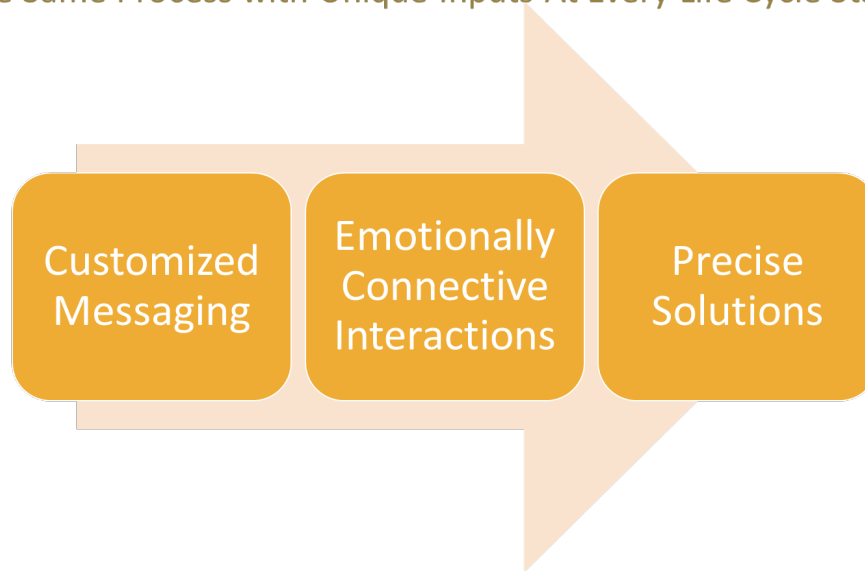 Same Process with Unique Inputs At Every Life Cycle
Customized
Messaging
Emotionally
Connective
Interactions
Precise
Solutions